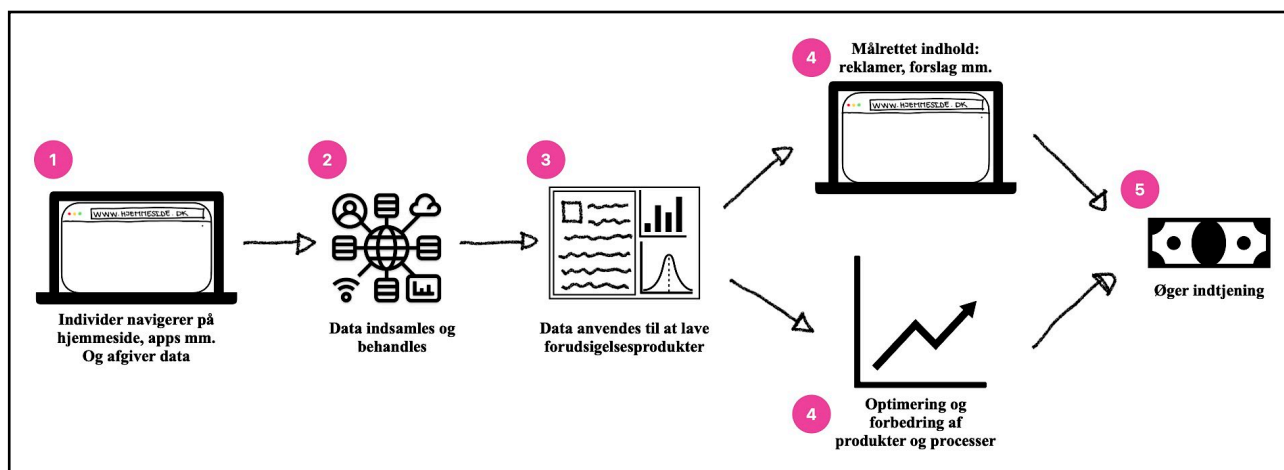 1
WWW.HJEMMESIDE.DK
Individer navigerer på
hjemmeside, apps mm.
Og afgiver data
2
Data indsamles og
behandles
3
Data anvendes til at lave
forudsigelsesprodukter
4
Målrettet indhold:
reklamer, forslag mm.
WWW.HJEMMESIDE.DK
4
Optimering og
forbedring af
produkter og processer
5
Øger indtjening